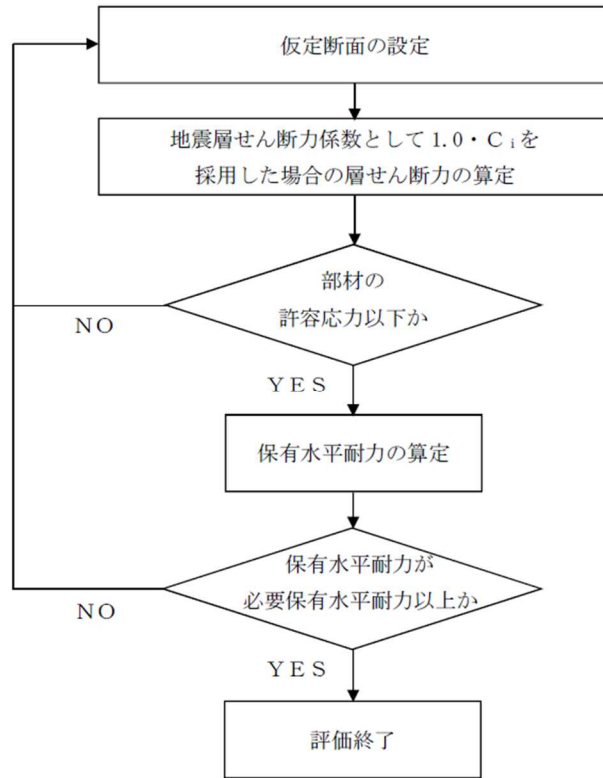 仮定断面の設定
地震層せん断力係数として1.0・Ｃｉを
採用した場合の層せん断力の算定
部材の
許容応力以下か
ＮＯ
ＹＥＳ
保有水平耐力の算定
保有水平耐力が
必要保有水平耐力以上か
ＮＯ
ＹＥＳ
評価終了